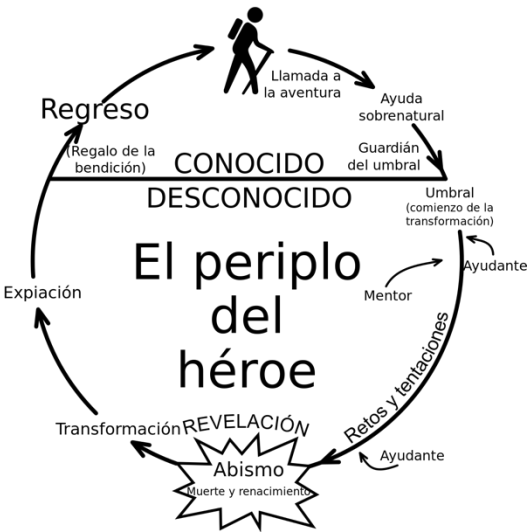 Llamada a
la aventura
Ayuda
sobrenatural
Regreso
Guardián
del umbral
(Regalo de la
bendición)
CONOCIDO
DESCONOCIDO
Umbral
(comienzo de la
transformación)
El periplo
del
héroe
Ayudante
Mentor
Expiación
Retos y tentaciones
Transformación
REVELACIÓN
Ayudante
Abismo
Muerte y renacimiento